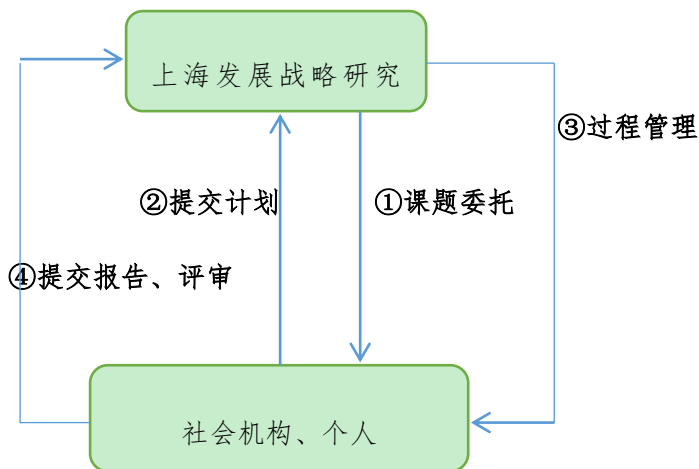 上海发展战略研究
③过程管理
②提交计划
①课题委托
④提交报告、评审
社会机构、个人